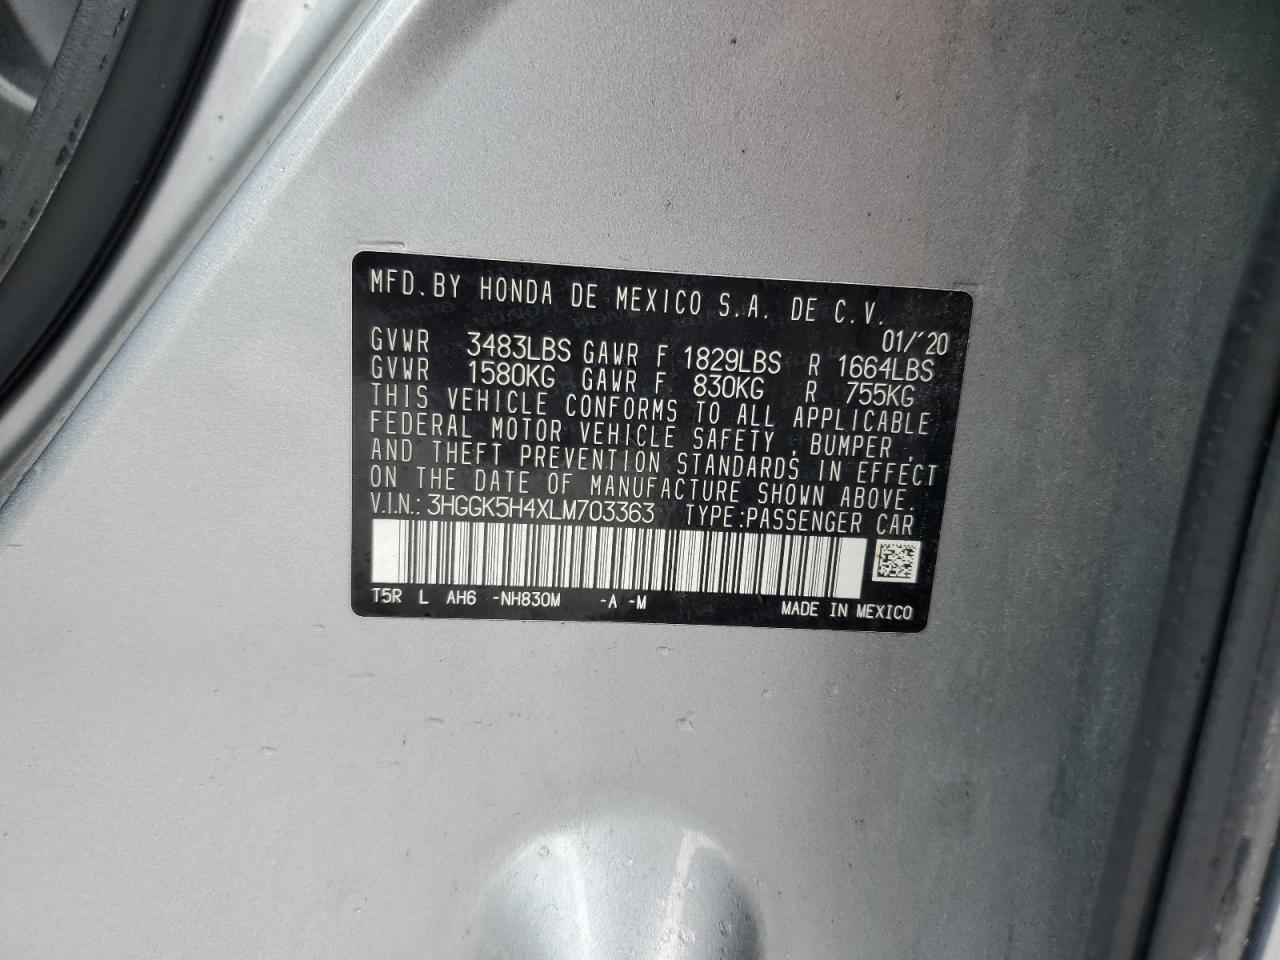 MFD.BY HONDA DE MEXICO S.A. DE C.V.
01/'20
GVWR 3483LBS GAWR F 1829LBS R 1664LBS
GVWR 1580KG GAWR F 830KG R 755KG
THIS VEHICLE CONFORMS TO ALL APPLICABLE
FEDERAL MOTOR VEHICLE SAFETY, BUMPER,
AND THEFT PREVENTION STANDARDS IN EFFECT
ON THE DATE OF MANUFACTURE SHOWN ABOVE.
V.I.N.: 3HGGK5H4XLM703363 TYPE:PASSENGER CAR
T5R L AH6 -NH830M -A -M MADE IN MEXICO